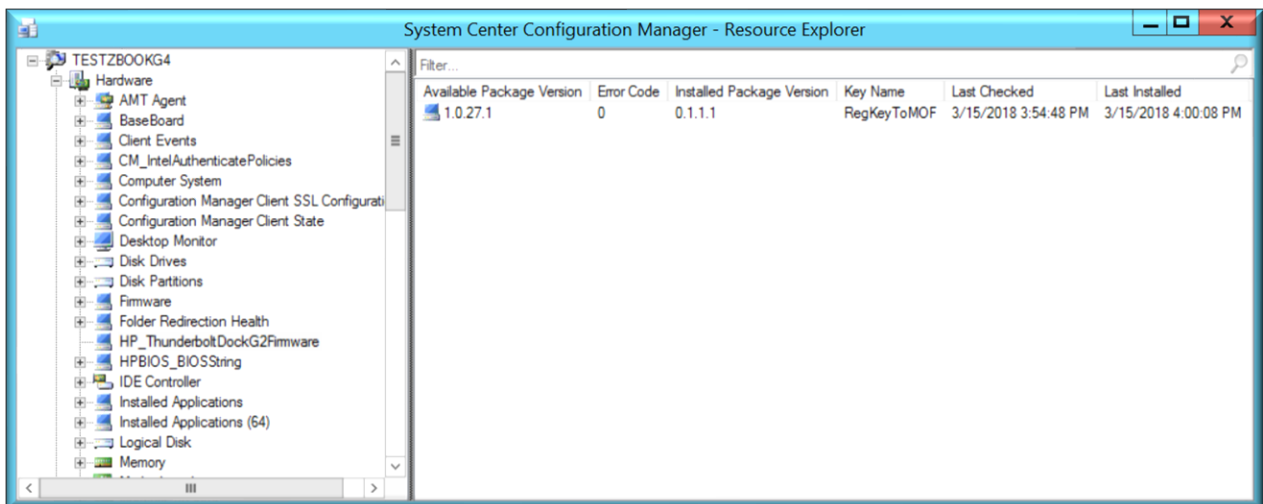 System Center Configuration Manager - Resource Explorer
TESTZBOOKG4
Hardware
AMT Agent
BaseBoard
Client Events
CM_IntelAuthenticatePolicies
Computer System
Configuration Manager Client SSL Configurati
Configuration Manager Client State
Desktop Monitor
Disk Drives
Disk Partitions
Firmware
Folder Redirection Health
HP_ThunderboltDockG2Firmware
HPBIOS_BIOSString
IDE Controller
Installed Applications
Installed Applications (64)
Logical Disk
Memory
Filter...
Available Package Version Error Code Installed Package Version Key Name Last Checked Last Installed
1.0.27.1 0 0.1.1.1 RegKeyToMOF 3/15/2018 3:54:48 PM 3/15/2018 4:00:08 PM